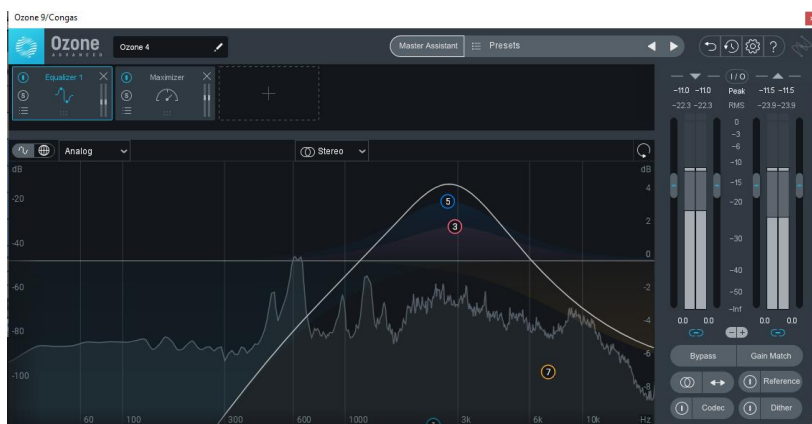 Ozone 9/Congas
x
Ozone
ADVANCED
Ozone 4
Master Assistant
Presets
?
Equalizer 1
Maximizer
S
S
+
I/O
-11.0 -11.0
Peak
-11.5 -11.5
-22.3 -22.3
RMS
-23.9 -23.9
0
-3
-6
-10
-15
-20
-30
-40
-50
-Inf
0.0 0.0
0.0 0.0
Analog
Stereo
dB
dB
-20
4
5
3
2
-40
0
-60
-2
-80
-4
-6
7
-100
-8
60
100
300
600
1000
3k
6k
10k
Hz
Bypass
Gain Match
Reference
Codec
Dither